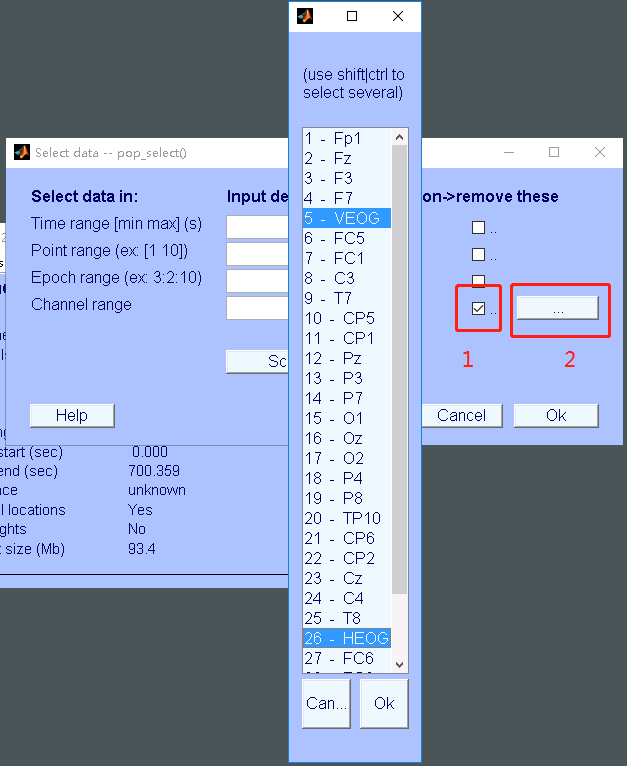 (use shift|ctrl to
select several)
Select data -- pop_select()
Select data in:
Input de
on->remove these
Time range [min max] (s)
..
Point range (ex: [1 10])
..
Epoch range (ex: 3:2:10)
Channel range
..
...
1
2
Sc
Help
Cancel
Ok
1 - Fp1
2 - Fz
3 - F3
4 - F7
5 - VEOG
6 - FC5
7 - FC1
8 - C3
9 - T7
10 - CP5
11 - CP1
12 - Pz
13 - P3
14 - P7
15 - O1
16 - Oz
17 - O2
18 - P4
19 - P8
20 - TP10
21 - CP6
22 - CP2
23 - Cz
24 - C4
25 - T8
26 - HEOG
27 - FC6
Can...
Ok
start (sec) 0.000
end (sec) 700.359
nce unknown
l locations Yes
ghts No
t size (Mb) 93.4